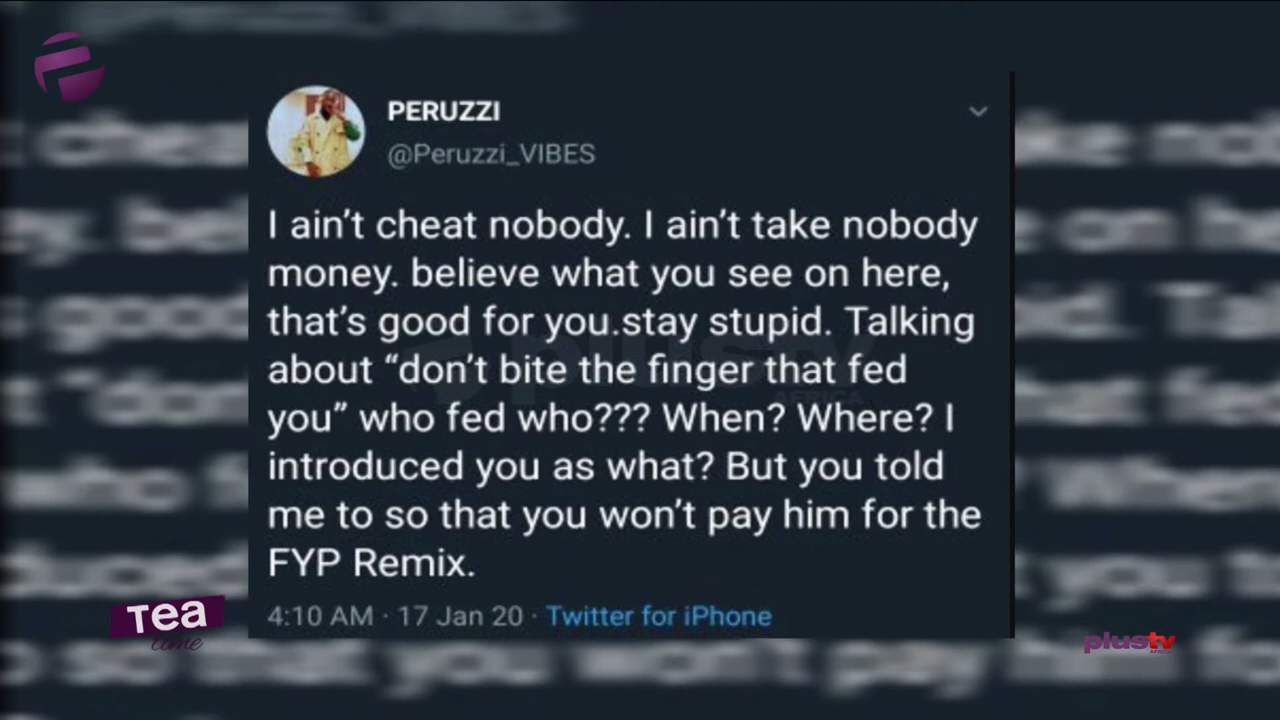 PERUZZI
@Peruzzi_VIBES
I ain't cheat nobody. I ain't take nobody
money. believe what you see on here,
that's good for you.stay stupid. Talking
about “don't bite the finger that fed
you” who fed who??? When? Where? I
introduced you as what? But you told
me to so that you won't pay him for the
FYP Remix.
4:10 AM · 17 Jan 20 · Twitter for iPhone
Tea
time
plustv
AFRICA